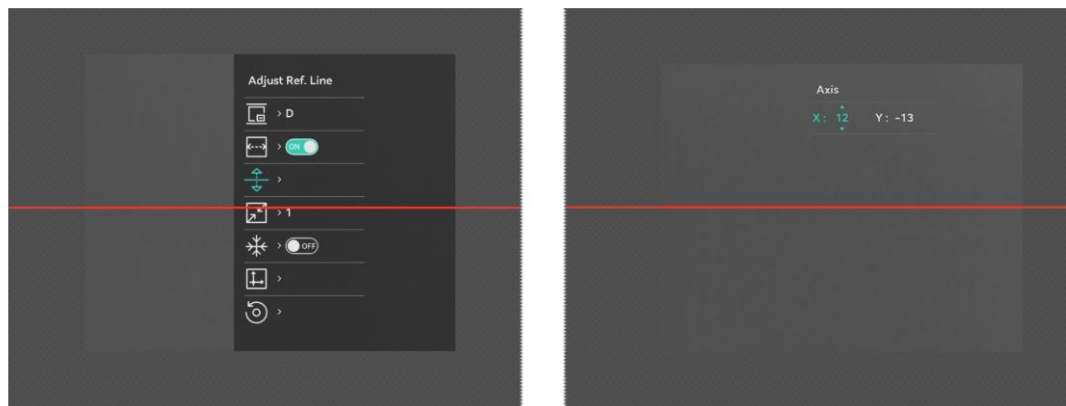 Adjust Ref. Line
> D
> ON
>
> 1
> OFF
>
>
Axis
X: 12 Y: -13